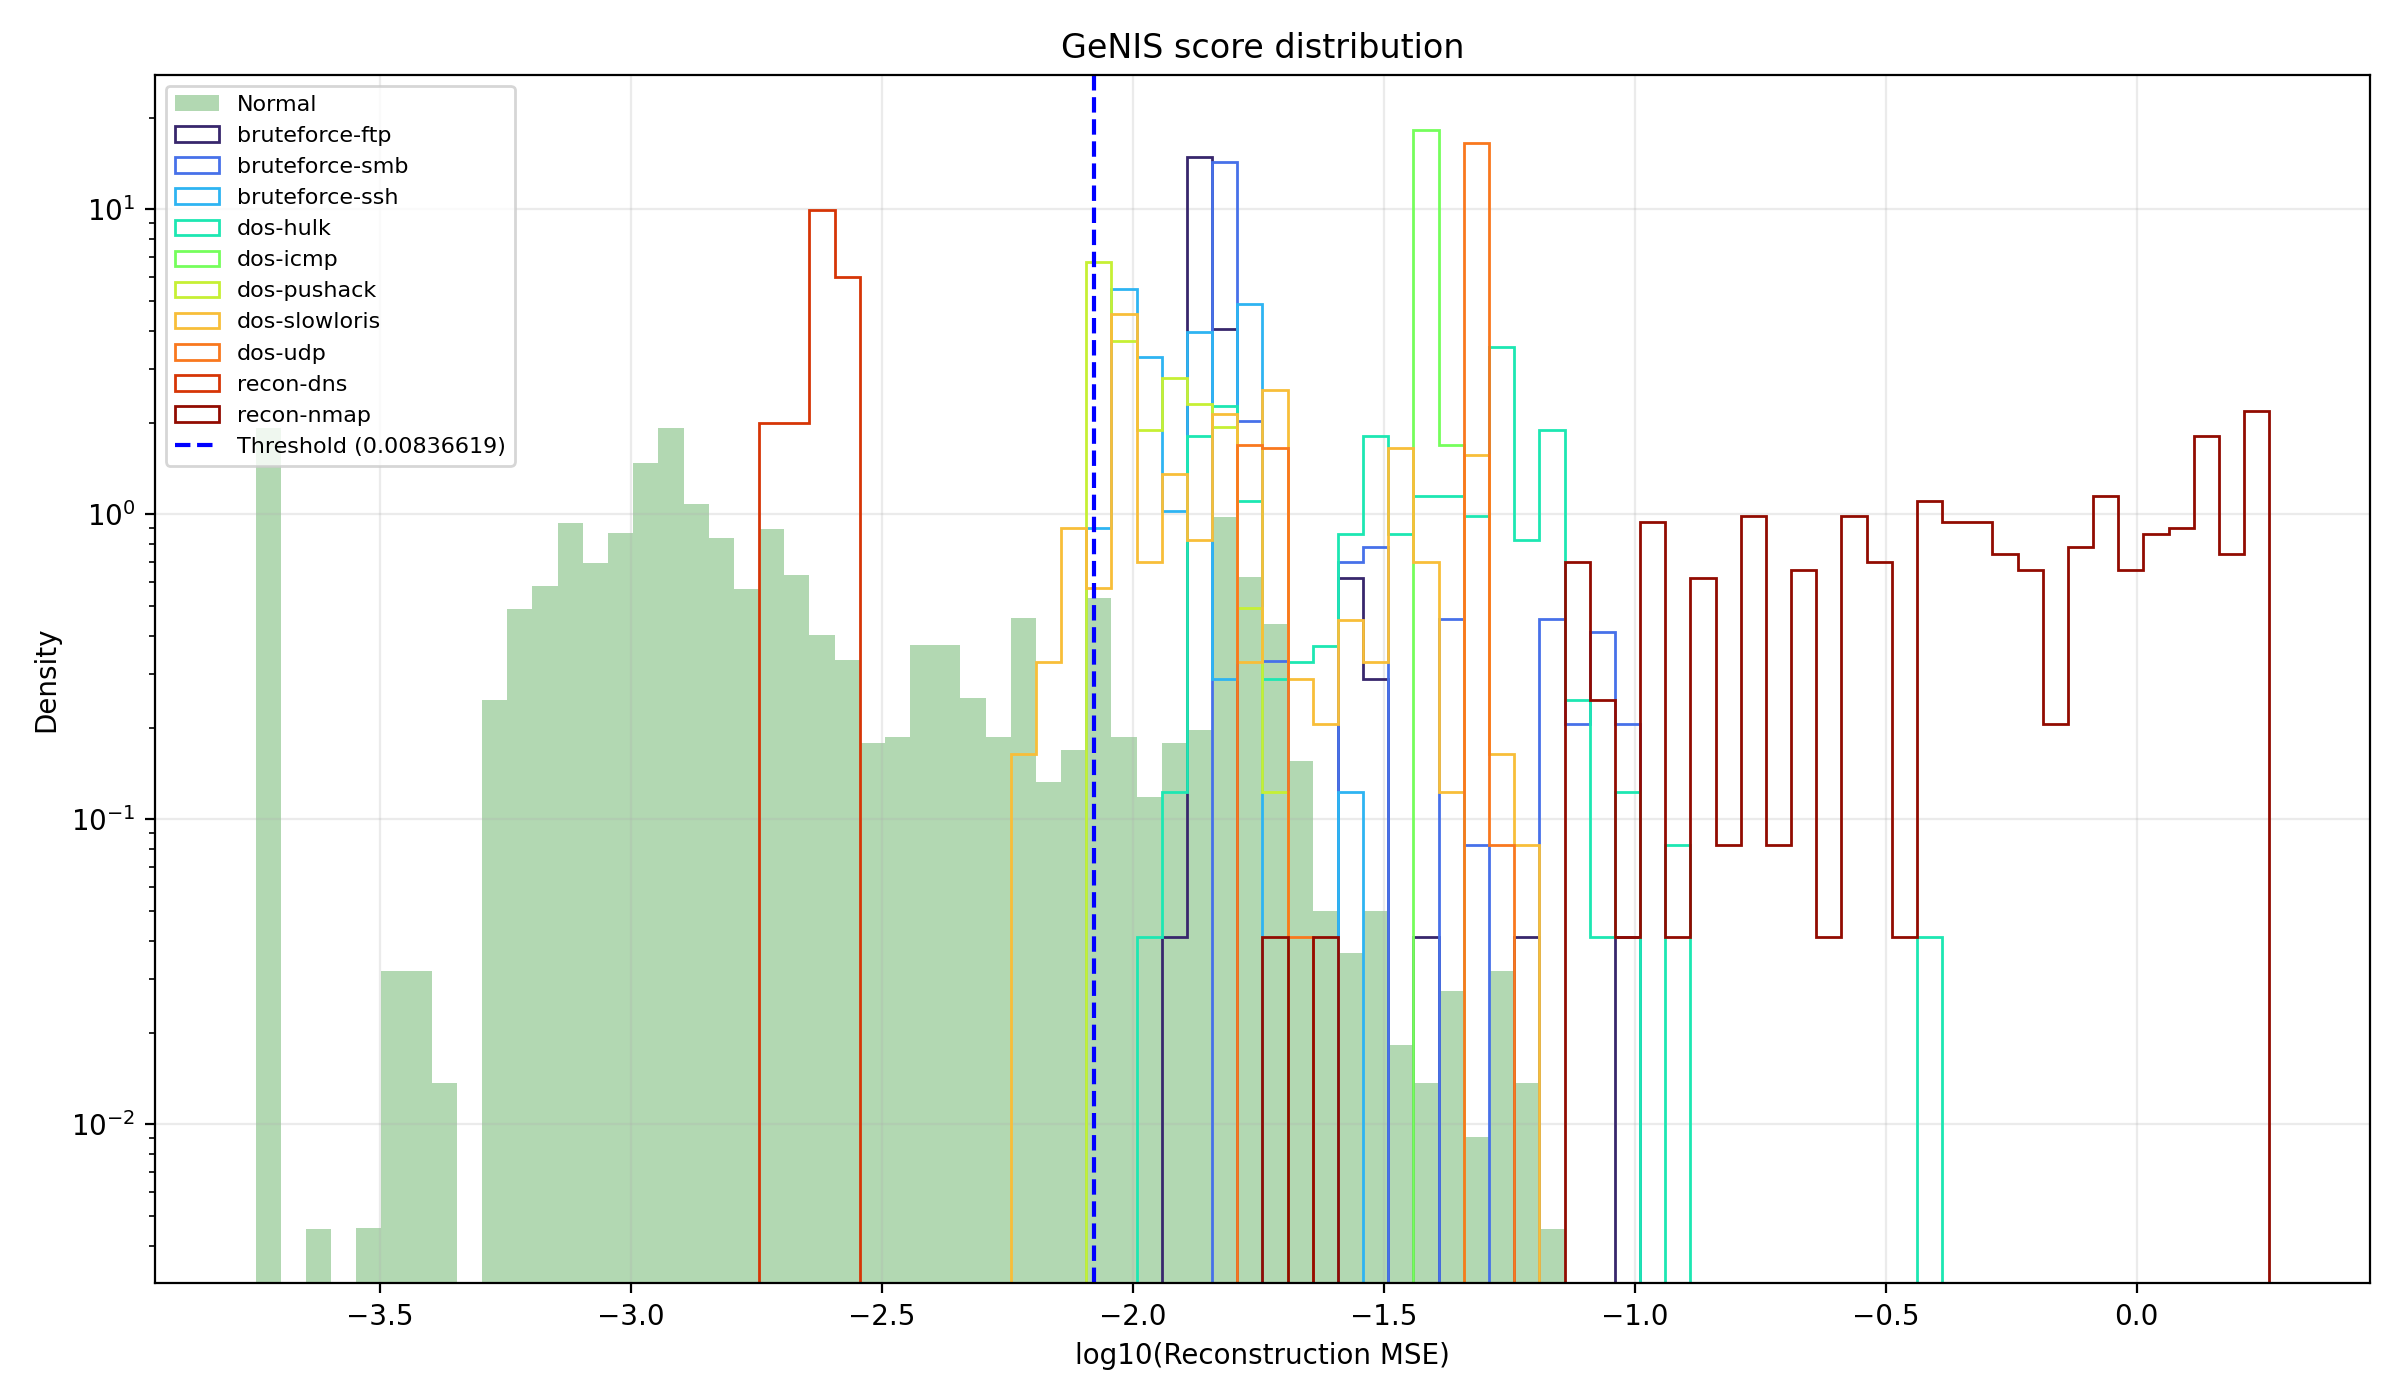 GeNIS score distribution
Normal
bruteforce-ftp
bruteforce-smb
bruteforce-ssh
dos-hulk
dos-icmp
dos-pushack
dos-slowloris
dos-udp
recon-dns
recon-nmap
Threshold (0.00836619)
Density
10¹
10⁰
10⁻¹
10⁻²
−3.5 −3.0 −2.5 −2.0 −1.5 −1.0 −0.5 0.0
log10(Reconstruction MSE)